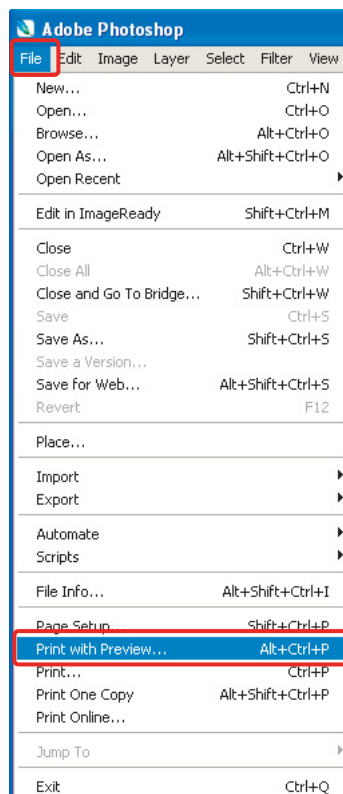 Adobe Photoshop
File Edit Image Layer Select Filter View
New... Ctrl+N
Open... Ctrl+O
Browse... Alt+Ctrl+O
Open As... Alt+Shift+Ctrl+O
Open Recent
Edit in ImageReady Shift+Ctrl+M
Close Ctrl+W
Close All Alt+Ctrl+W
Close and Go To Bridge... Shift+Ctrl+W
Save Ctrl+S
Save As... Shift+Ctrl+S
Save a Version...
Save for Web... Alt+Shift+Ctrl+S
Revert F12
Place...
Import
Export
Automate
Scripts
File Info... Alt+Shift+Ctrl+I
Page Setup... Shift+Ctrl+P
Print with Preview... Alt+Ctrl+P
Print... Ctrl+P
Print One Copy Alt+Shift+Ctrl+P
Print Online...
Jump To
Exit Ctrl+Q